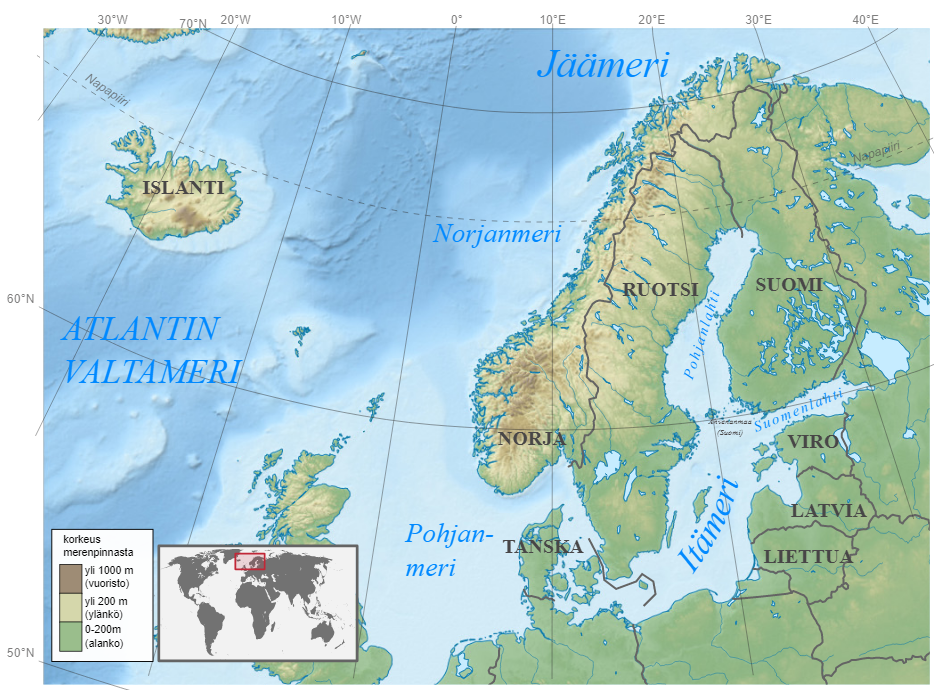 30°W
70°N
20°W
10°W
0°
10°E
20°E
30°E
40°E
Jäämeri
Napapiiri
Napapiiri
ISLANTI
Norjanmeri
RUOTSI
SUOMI
Pohjanlahti
60°N
ATLANTIN
VALTAMERI
Suomenlahti
Ahvenanmaa
(Suomi)
NORJA
VIRO
Itämeri
LATVIA
Pohjan-
meri
TANSKA
LIETTUA
korkeus
merenpinnasta
yli 1000 m
(vuoristo)
yli 200 m
(ylänkö)
0-200m
(alanko)
50°N